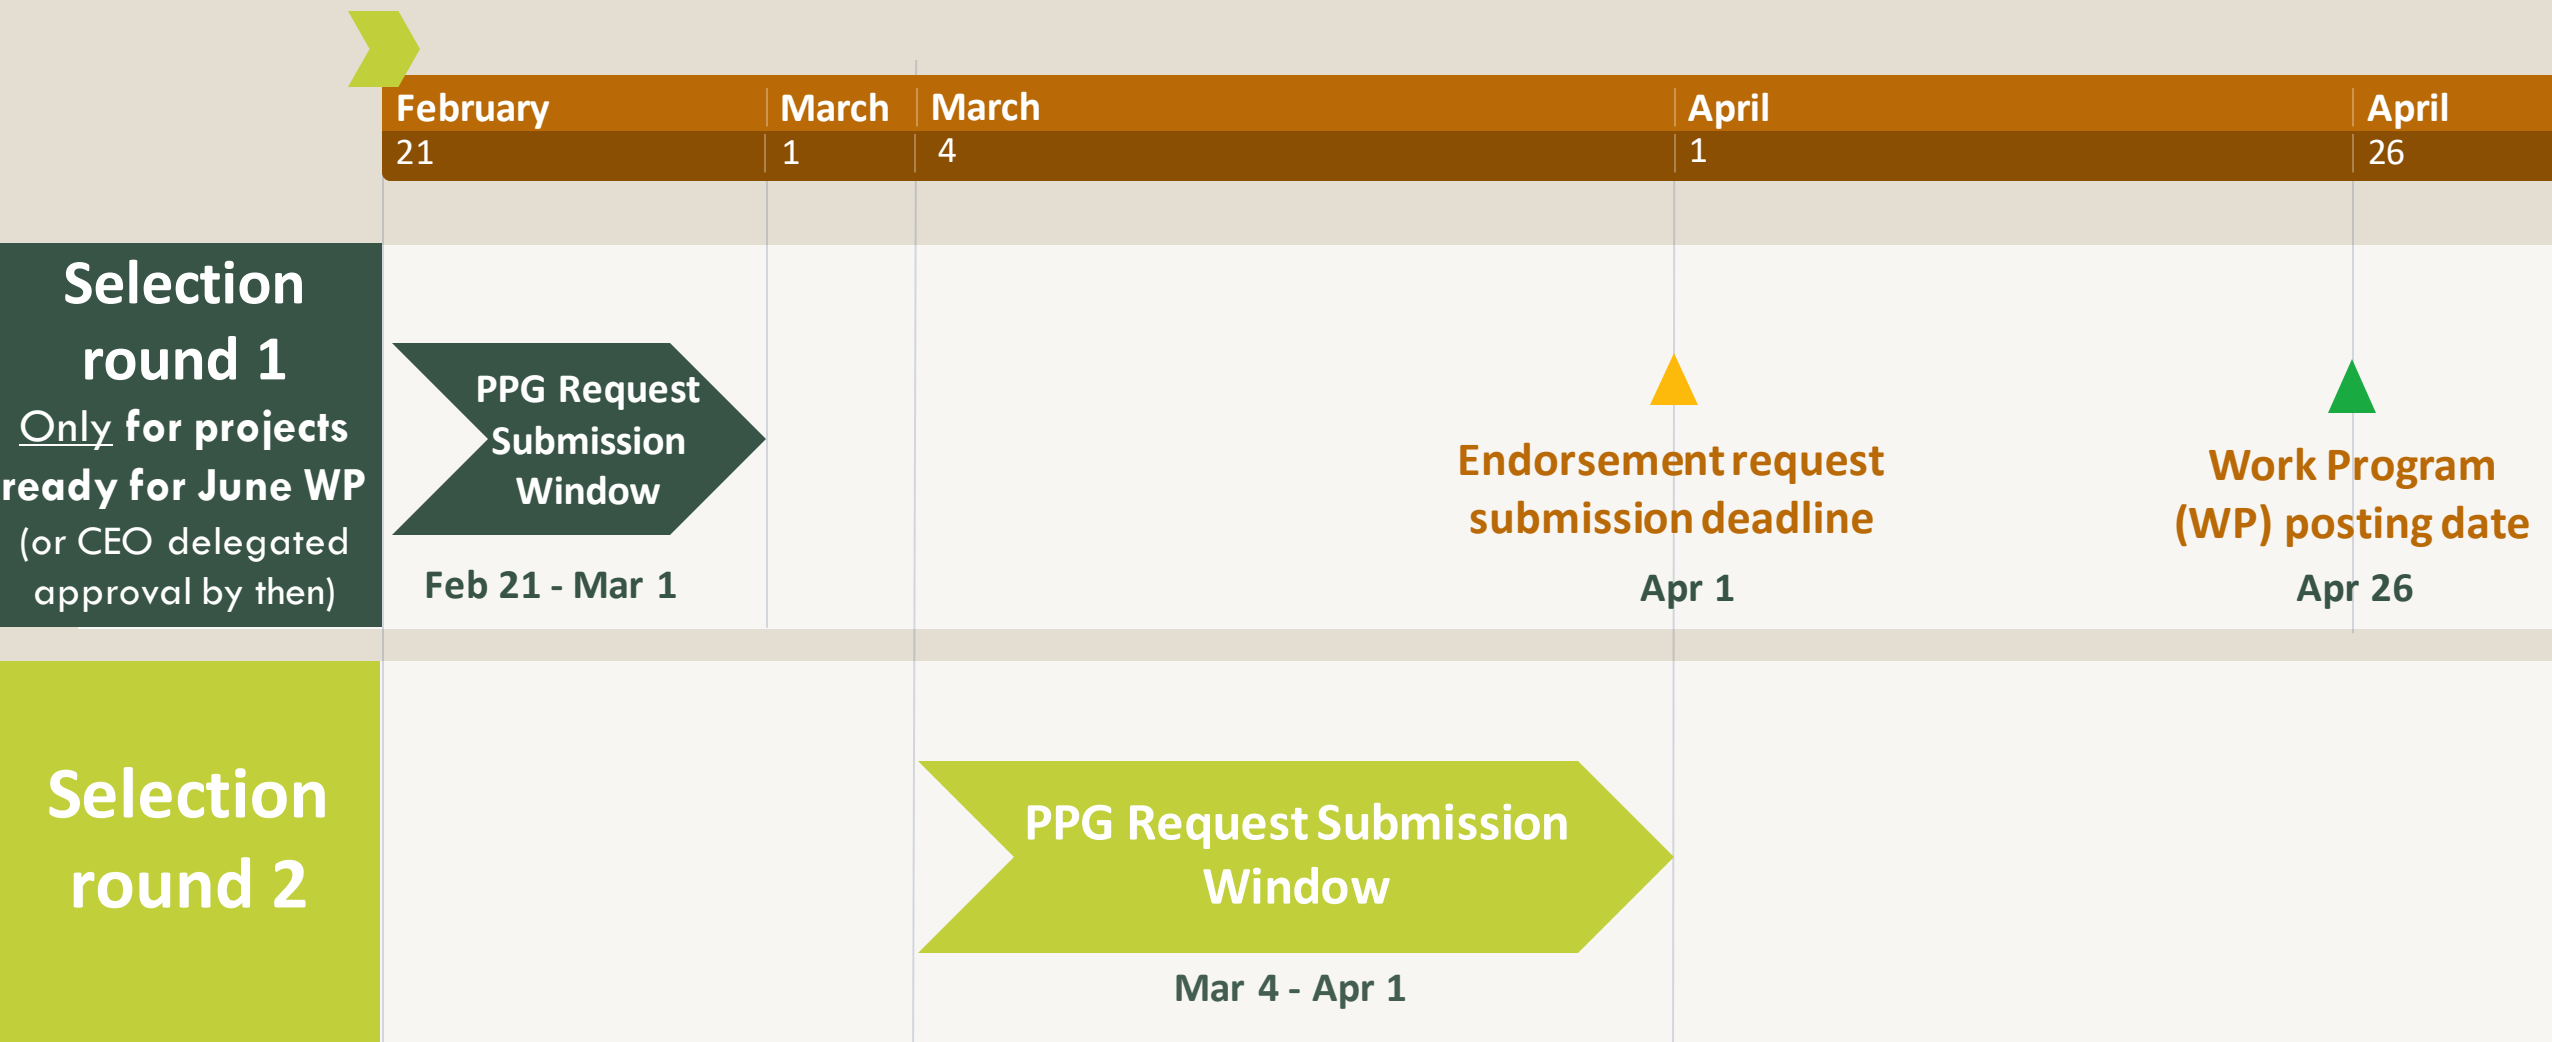 February
March
March
April
April
21
1
4
1
26
Selection
round 1
Only for projects
ready for June WP
(or CEO delegated
approval by then)
PPG Request
Submission
Window
Feb 21 - Mar 1
Endorsement request
submission deadline
Apr 1
Work Program
(WP) posting date
Apr 26
Selection
round 2
PPG Request Submission
Window
Mar 4 - Apr 1